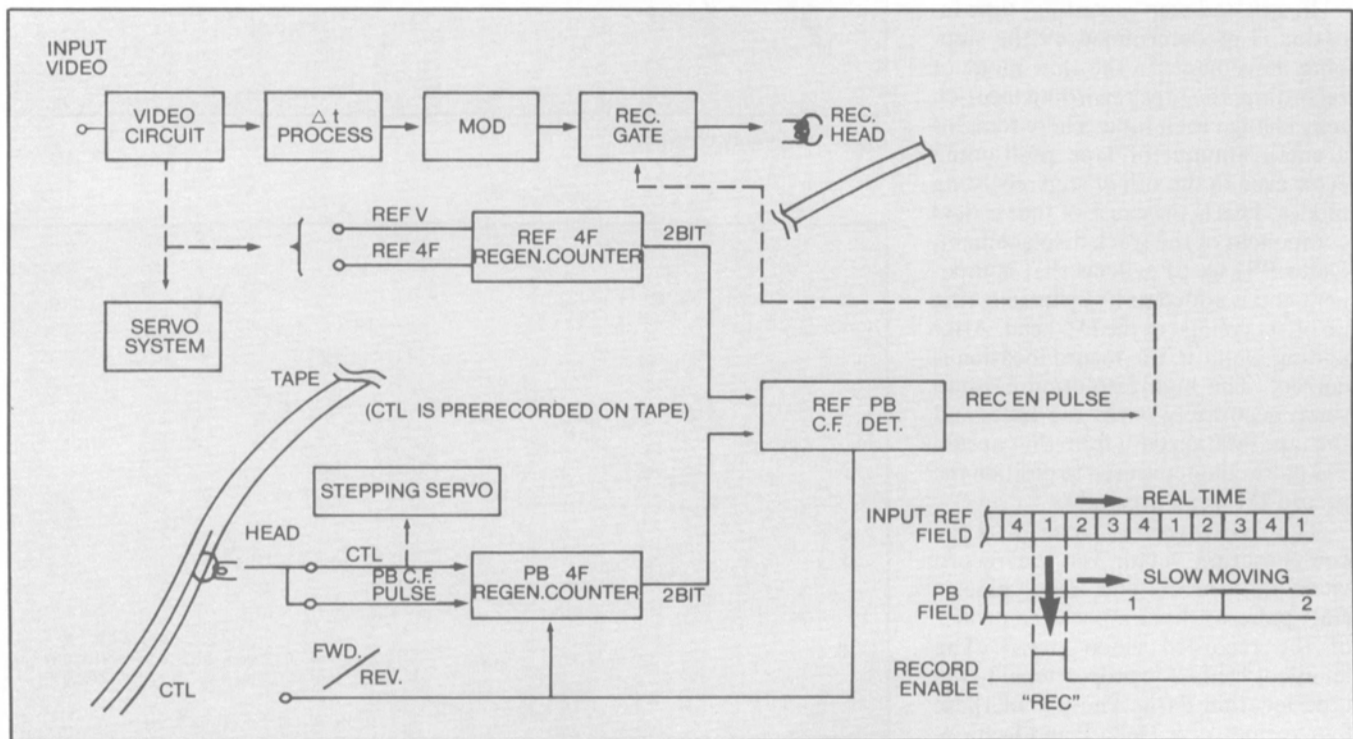 INPUT
VIDEO
VIDEO
CIRCUIT
△ t
PROCESS
MOD
REC.
GATE
REC.
HEAD
REF V
REF 4F
REF 4F
REGEN.COUNTER
2BIT
SERVO
SYSTEM
TAPE
(CTL IS PRERECORDED ON TAPE)
REF PB
C.F. DET.
REC EN PULSE
STEPPING SERVO
HEAD
CTL
PB C.F.
PULSE
PB 4F
REGEN.COUNTER
2BIT
FWD.
REV.
CTL
REAL TIME
INPUT REF
FIELD
4 1 2 3 4 1 2 3 4 1
SLOW MOVING
PB
FIELD
1 2
RECORD
ENABLE
"REC"